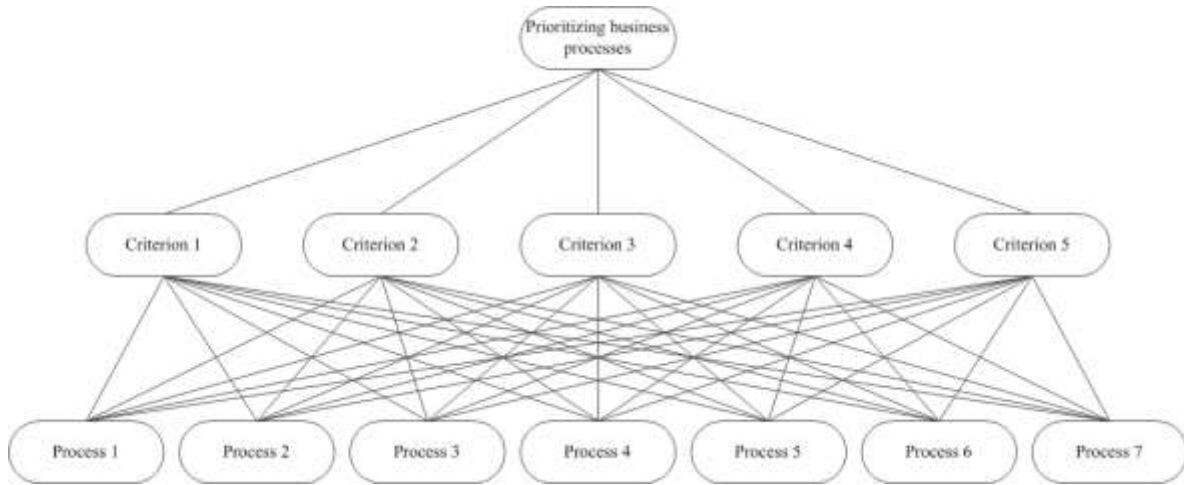 Prioritizing business
processes
Criterion 1
Criterion 2
Criterion 3
Criterion 4
Criterion 5
Process 1
Process 2
Process 3
Process 4
Process 5
Process 6
Process 7